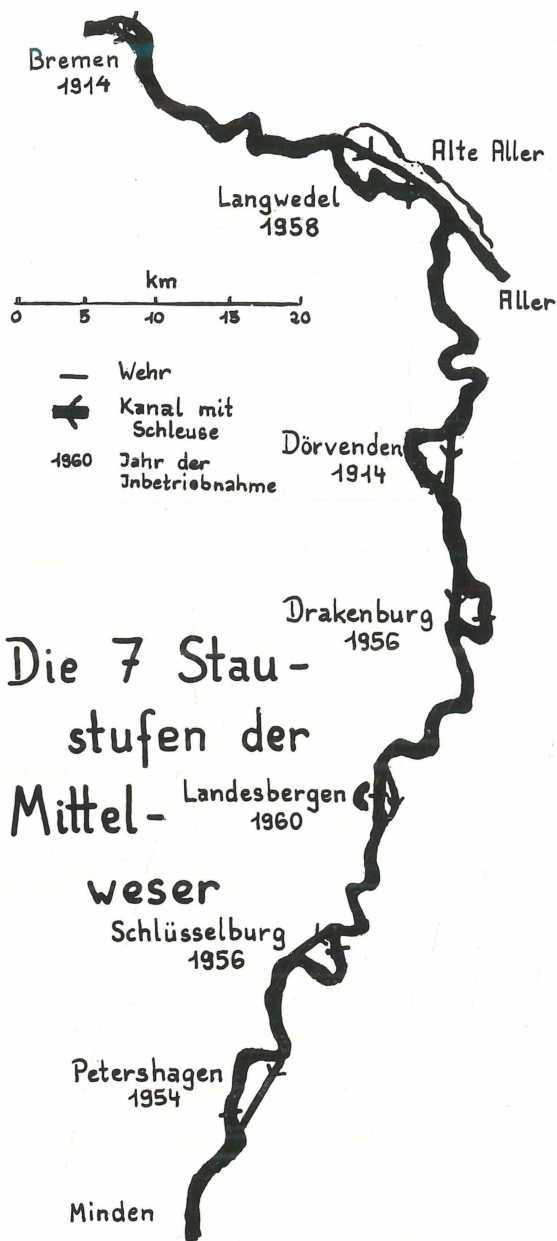 Bremen
1914
Alte Aller
Langwedel
1958
Aller
km
0 5 10 15 20
Wehr
Kanal mit
Schleuse
1960 Jahr der
Inbetriebnahme
Dörvenden
1914
Drakenburg
1956
Die 7 Stau-
stufen der
Mittel-
weser
Landesbergen
1960
Schlüsselburg
1956
Petershagen
1954
Minden